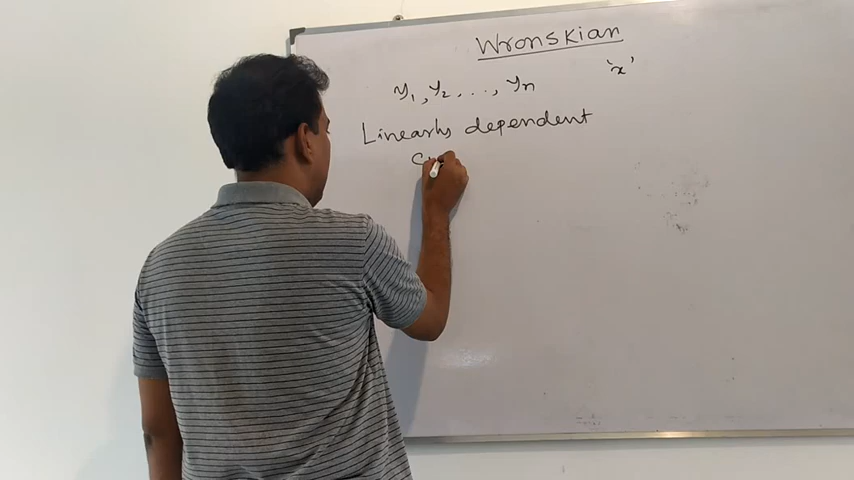 Wronskian
y₁, y₂, ..., yₙ 'x'
Linearly dependent